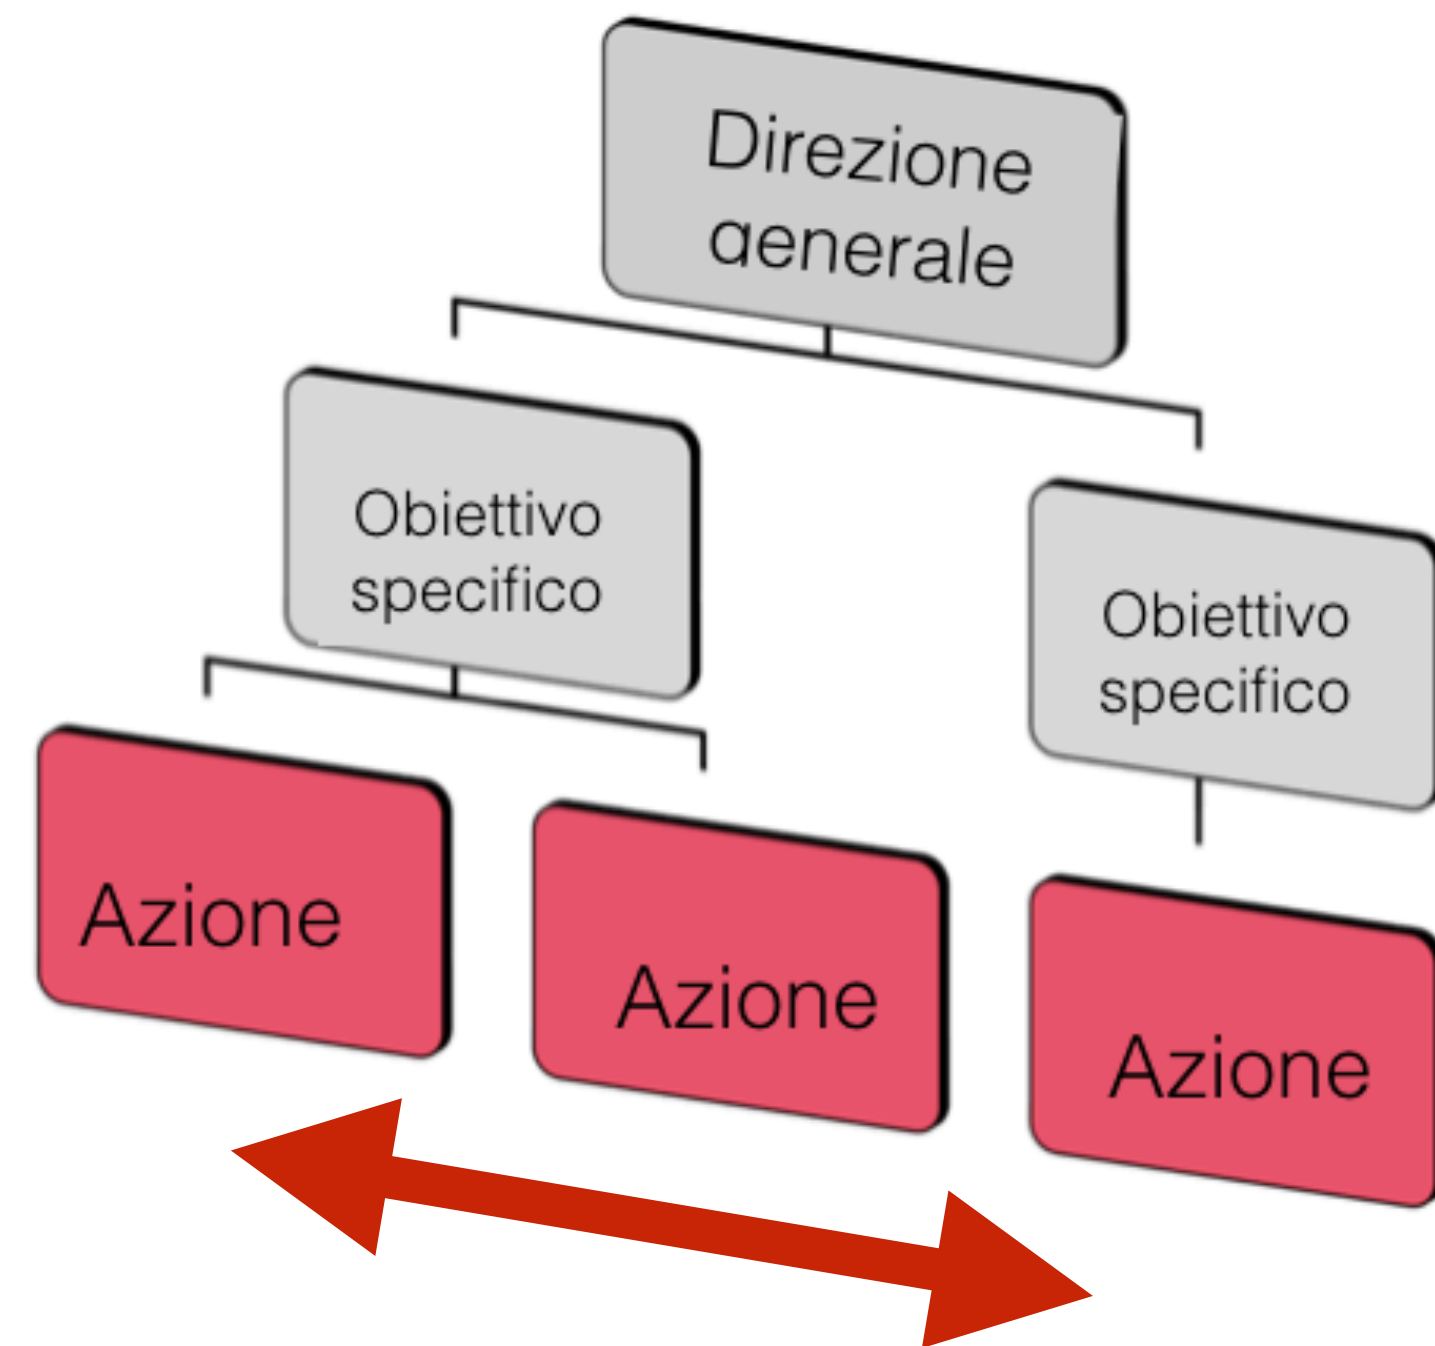 Direzione
generale
Obiettivo
specifico
Obiettivo
specifico
Azione
Azione
Azione